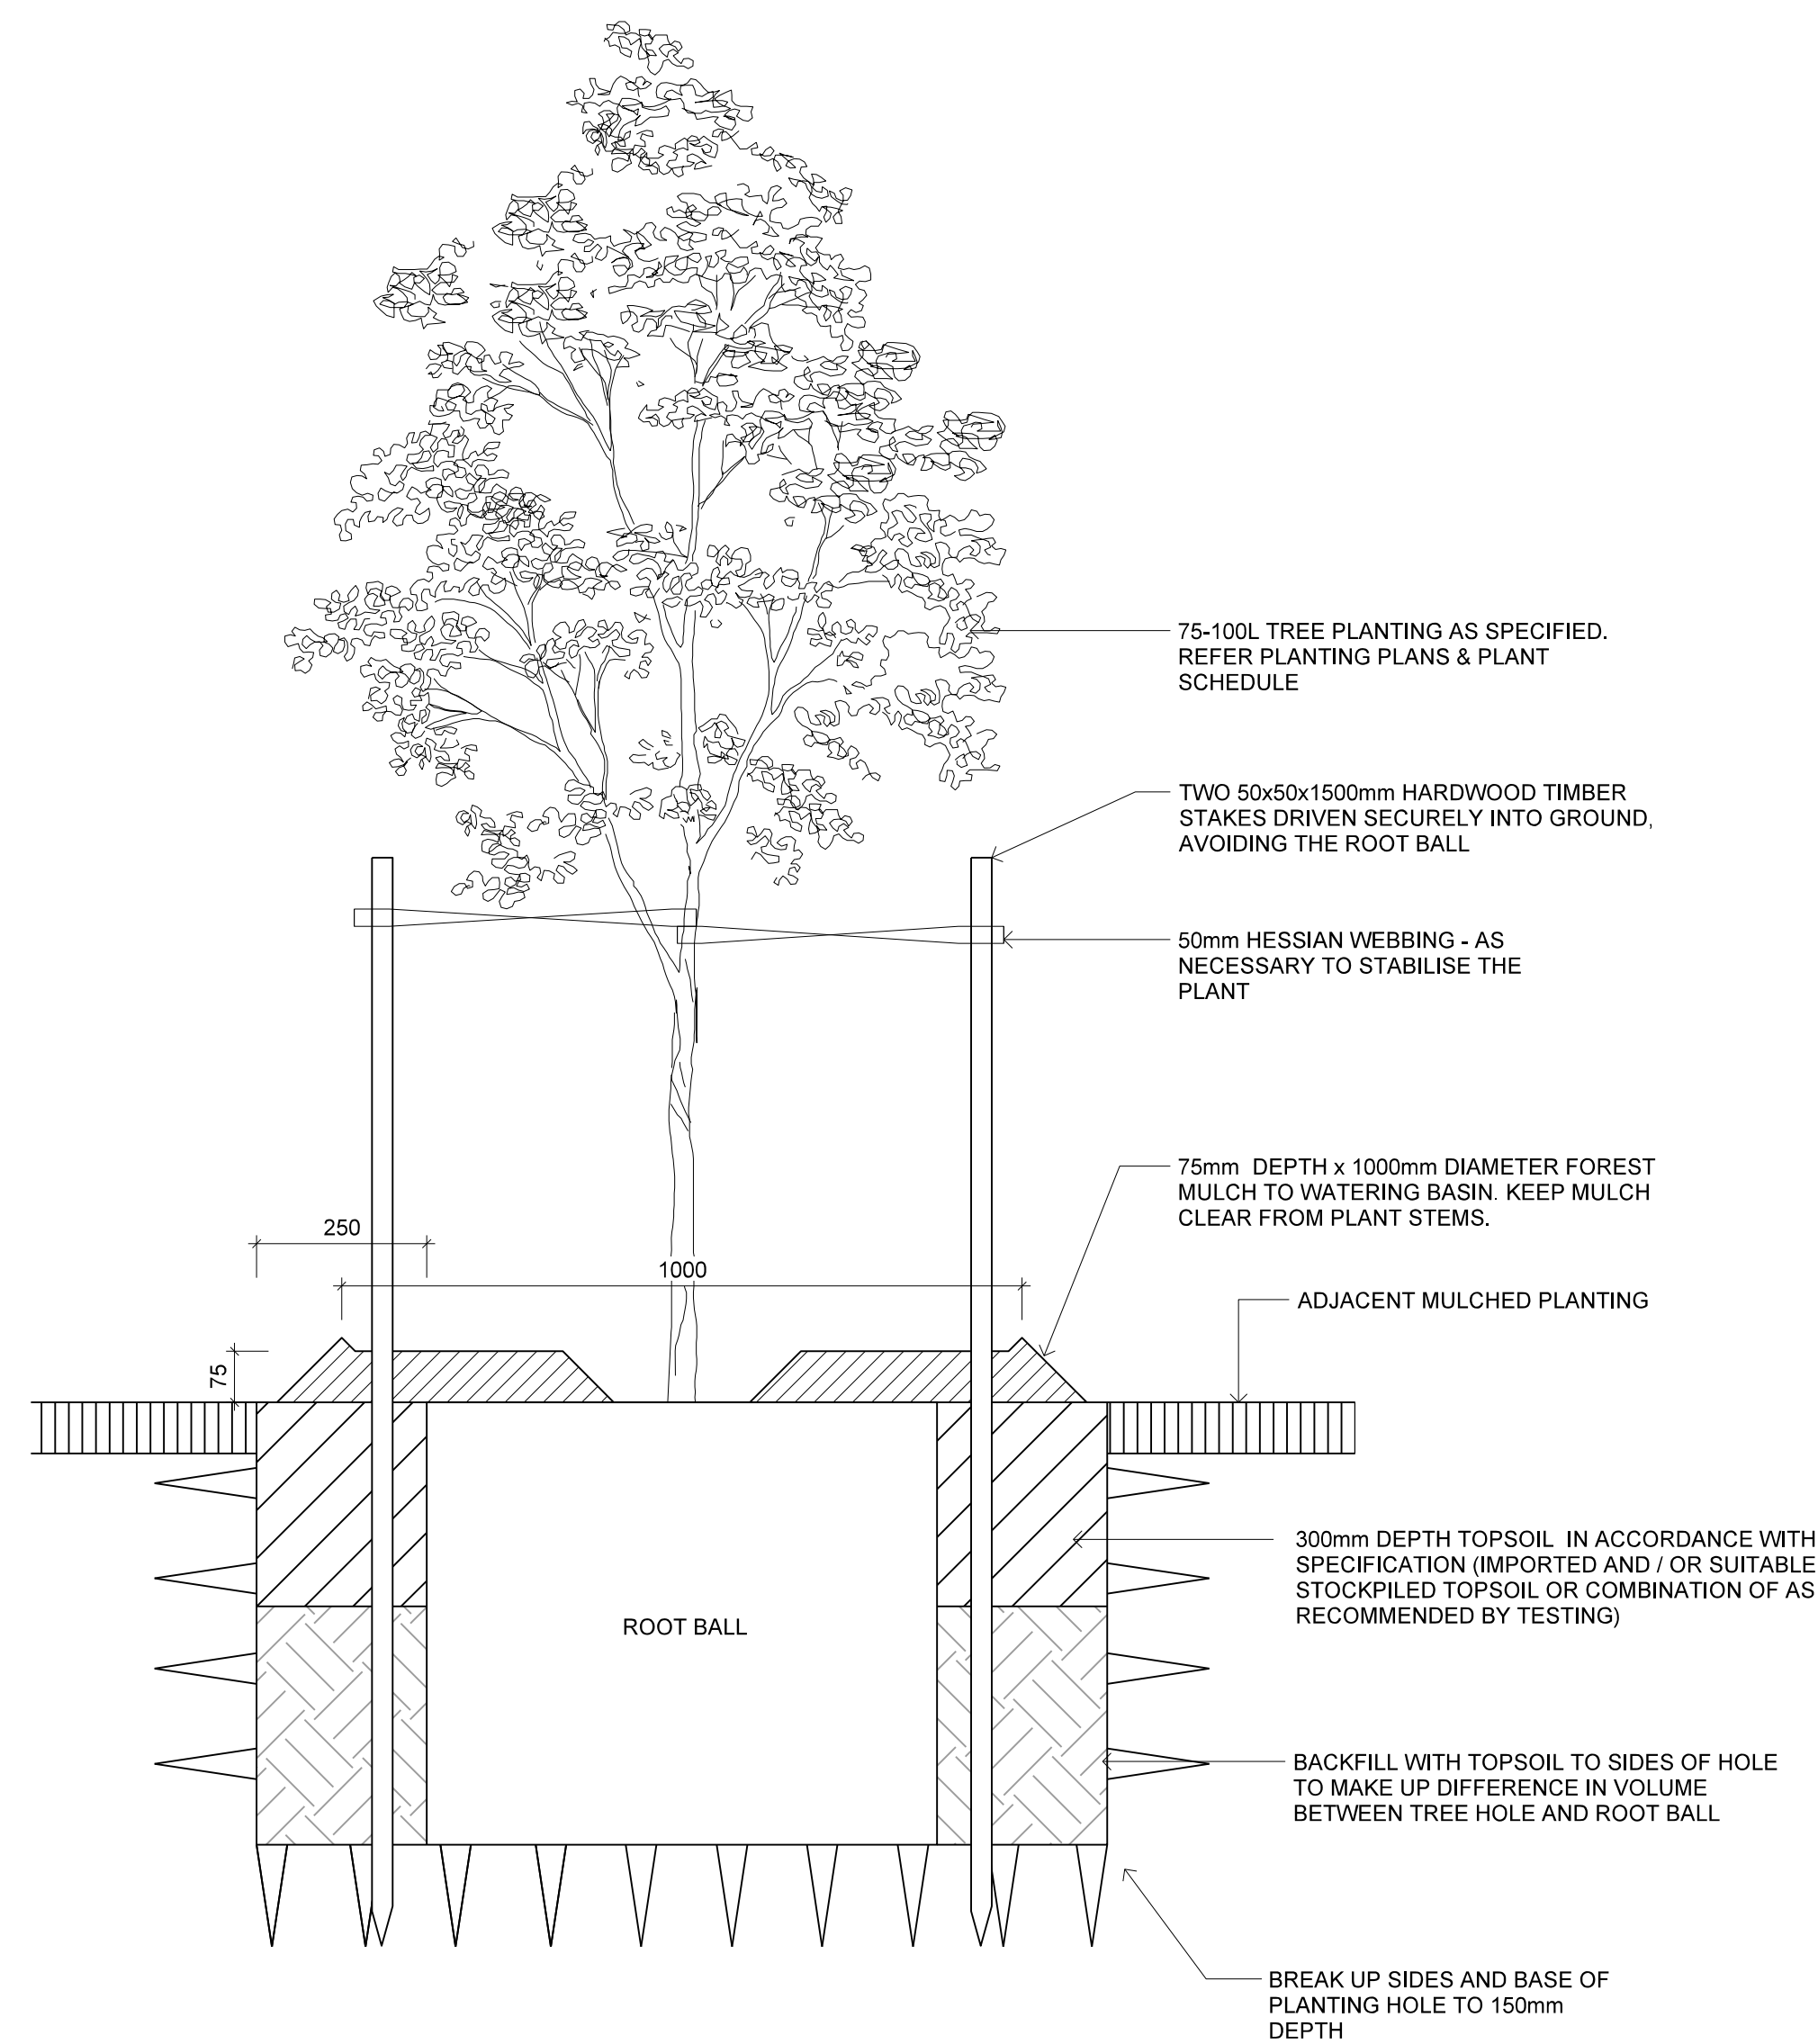 75-100L TREE PLANTING AS SPECIFIED.
REFER PLANTING PLANS & PLANT
SCHEDULE
TWO 50x50x1500mm HARDWOOD TIMBER
STAKES DRIVEN SECURELY INTO GROUND,
AVOIDING THE ROOT BALL
50mm HESSIAN WEBBING - AS
NECESSARY TO STABILISE THE
PLANT
75mm DEPTH x 1000mm DIAMETER FOREST
MULCH TO WATERING BASIN. KEEP MULCH
CLEAR FROM PLANT STEMS.
250
1000
ADJACENT MULCHED PLANTING
75
300mm DEPTH TOPSOIL IN ACCORDANCE WITH
SPECIFICATION (IMPORTED AND / OR SUITABLE
STOCKPILED TOPSOIL OR COMBINATION OF AS
RECOMMENDED BY TESTING)
ROOT BALL
BACKFILL WITH TOPSOIL TO SIDES OF HOLE
TO MAKE UP DIFFERENCE IN VOLUME
BETWEEN TREE HOLE AND ROOT BALL
BREAK UP SIDES AND BASE OF
PLANTING HOLE TO 150mm
DEPTH